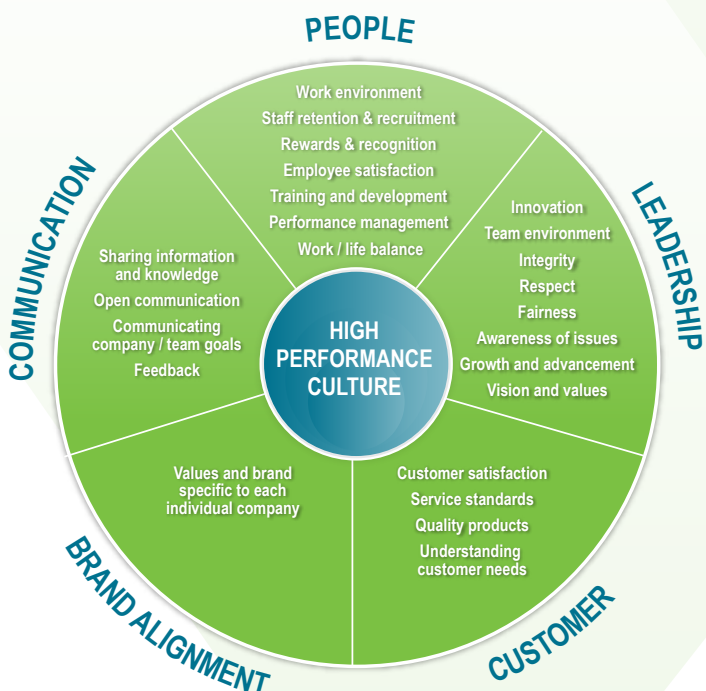 PEOPLE
Work environment
Staff retention & recruitment
Rewards & recognition
Employee satisfaction
Training and development
Performance management
Work / life balance
LEADERSHIP
Innovation
Team environment
Integrity
Respect
Fairness
Awareness of issues
Growth and advancement
Vision and values
CUSTOMER
Customer satisfaction
Service standards
Quality products
Understanding
customer needs
BRAND ALIGNMENT
Values and brand
specific to each
individual company
COMMUNICATION
Sharing information
and knowledge
Open communication
Communicating
company / team goals
Feedback
HIGH
PERFORMANCE
CULTURE